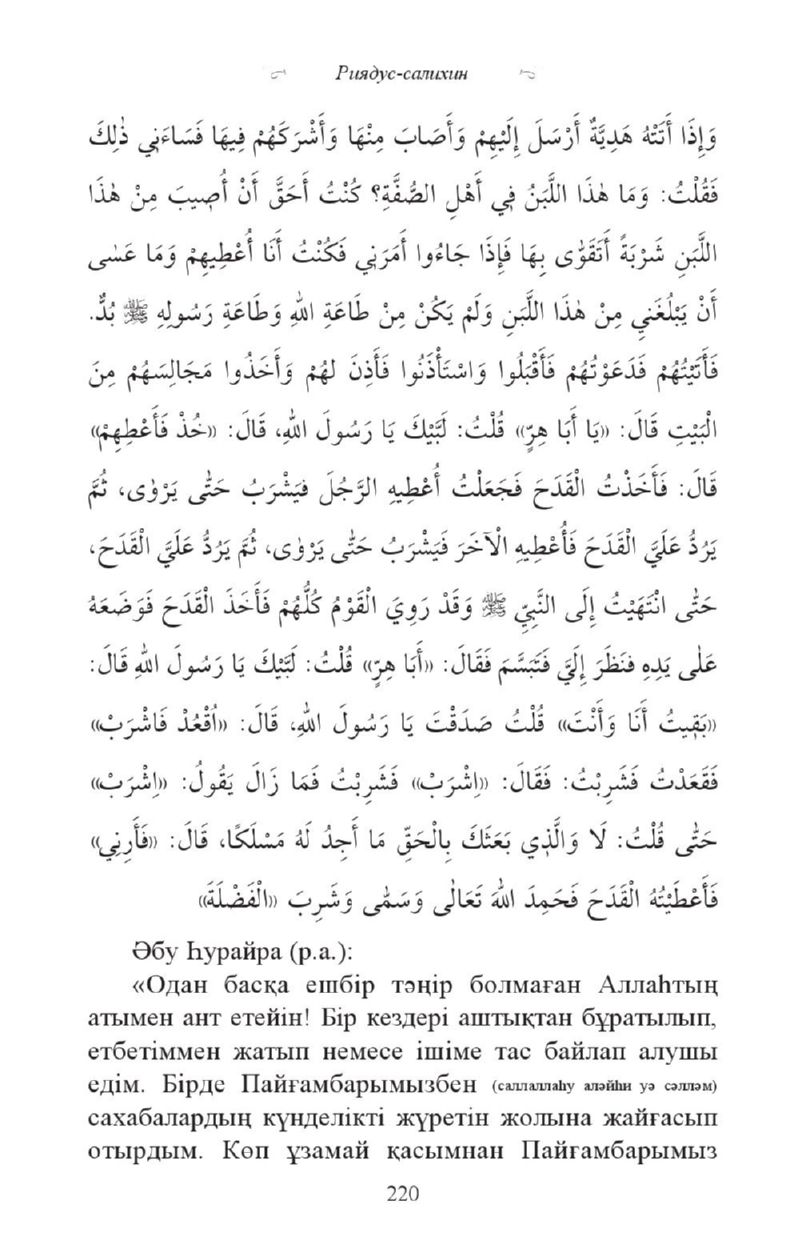 Риядус-салихин
وَإِذَا أَتَتْهُ هَدِيَّةٌ أَرْسَلَ إِلَيْهِمْ وَأَصَابَ مِنْهَا وَأَشْرَكَهُمْ فِيهَا فَسَاءَنِي ذٰلِكَ
فَقُلْتُ: وَمَا هٰذَا اللَّبَنُ فِي أَهْلِ الصُّفَّةِ؟ كُنْتُ أَحَقَّ أَنْ أُصِيبَ مِنْ هٰذَا
اللَّبَنِ شَرْبَةً أَتَقَوّٰى بِهَا فَإِذَا جَاءُوا أَمَرَنِي فَكُنْتُ أَنَا أُعْطِيهِمْ وَمَا عَسٰى
أَنْ يَبْلُغَنِي مِنْ هٰذَا اللَّبَنِ وَلَمْ يَكُنْ مِنْ طَاعَةِ اللهِ وَطَاعَةِ رَسُولِهِ ﷺ بُدٌّ.
فَأَتَيْتُهُمْ فَدَعَوْتُهُمْ فَأَقْبَلُوا وَاسْتَأْذَنُوا فَأَذِنَ لَهُمْ وَأَخَذُوا مَجَالِسَهُمْ مِنَ
الْبَيْتِ قَالَ: «يَا أَبَا هِرٍّ» قُلْتُ: لَبَّيْكَ يَا رَسُولَ اللهِ، قَالَ: «خُذْ فَأَعْطِهِمْ»
قَالَ: فَأَخَذْتُ الْقَدَحَ فَجَعَلْتُ أُعْطِيهِ الرَّجُلَ فَيَشْرَبُ حَتّٰى يَرْوٰى، ثُمَّ
يَرُدُّ عَلَيَّ الْقَدَحَ فَأُعْطِيهِ الْآخَرَ فَيَشْرَبُ حَتّٰى يَرْوٰى، ثُمَّ يَرُدُّ عَلَيَّ الْقَدَحَ،
حَتّٰى انْتَهَيْتُ إِلَى النَّبِيِّ ﷺ وَقَدْ رَوِيَ الْقَوْمُ كُلُّهُمْ فَأَخَذَ الْقَدَحَ فَوَضَعَهُ
عَلٰى يَدِهِ فَنَظَرَ إِلَيَّ فَتَبَسَّمَ فَقَالَ: «أَبَا هِرٍّ» قُلْتُ: لَبَّيْكَ يَا رَسُولَ اللهِ قَالَ:
«بَقِيتُ أَنَا وَأَنْتَ» قُلْتُ صَدَقْتَ يَا رَسُولَ اللهِ، قَالَ: «اُقْعُدْ فَاشْرَبْ»
فَقَعَدْتُ فَشَرِبْتُ: فَقَالَ: «اِشْرَبْ» فَشَرِبْتُ فَمَا زَالَ يَقُولُ: «اِشْرَبْ»
حَتّٰى قُلْتُ: لَا وَالَّذِي بَعَثَكَ بِالْحَقِّ مَا أَجِدُ لَهُ مَسْلَكًا، قَالَ: «فَأَرِنِي»
فَأَعْطَيْتُهُ الْقَدَحَ فَحَمِدَ اللهَ تَعَالٰى وَسَمّٰى وَشَرِبَ «الْفَضْلَةَ»
Әбу Һурайра (р.а.):
«Одан басқа ешбір тәңір болмаған Аллаһтың
атымен ант етейін! Бір кездері аштықтан бұратылып,
етбетіммен жатып немесе ішіме тас байлап алушы
едім. Бірде Пайғамбарымызбен (саллаллаһу аләйһи уә сәлләм)
сахабалардың күнделікті жүретін жолына жайғасып
отырдым. Көп ұзамай қасымнан Пайғамбарымыз
220